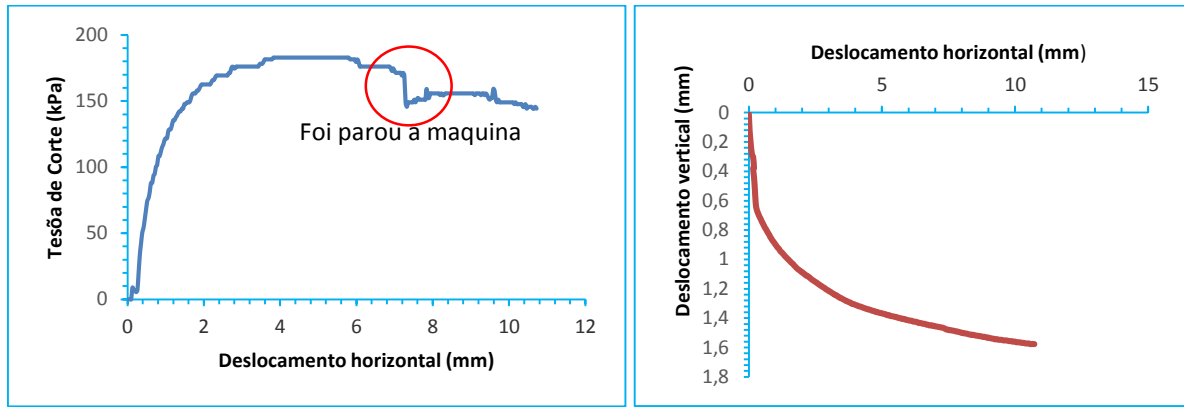 200
150
100
50
0
0 2 4 6 8 10 12
Tesõa de Corte (kPa)
Foi parou a maquina
Deslocamento horizontal (mm)
Deslocamento horizontal (mm)
0 5 10 15
0
0,2
0,4
0,6
0,8
1
1,2
1,4
1,6
1,8
Deslocamento vertical (mm)